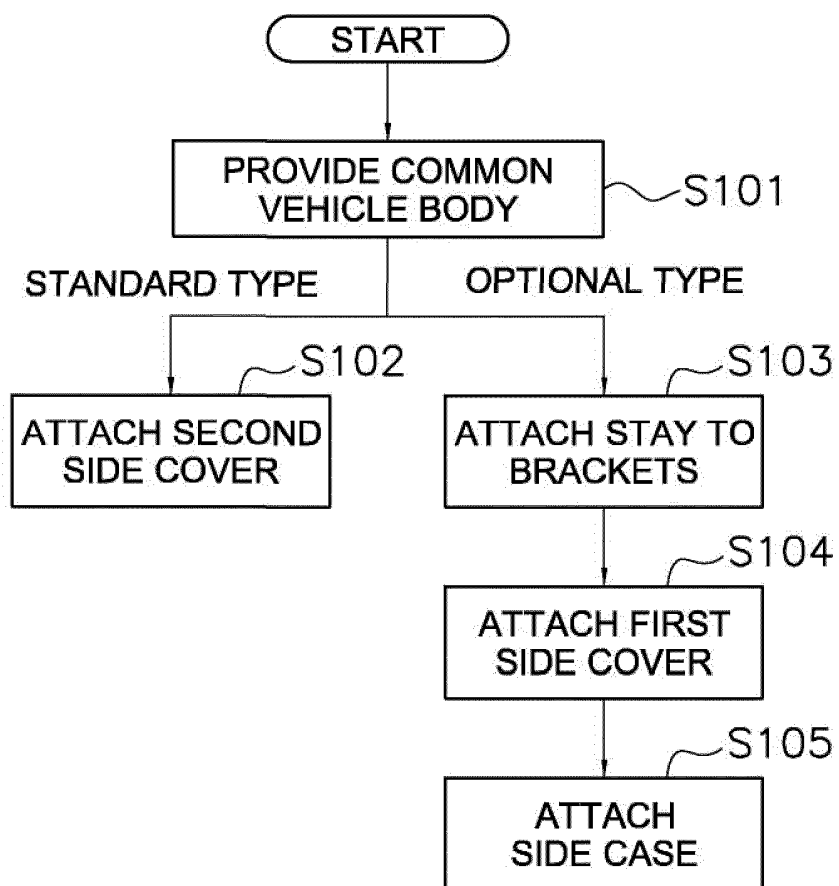 START
PROVIDE COMMON
VEHICLE BODY
S101
STANDARD TYPE
OPTIONAL TYPE
S102
S103
ATTACH SECOND
SIDE COVER
ATTACH STAY TO
BRACKETS
S104
ATTACH FIRST
SIDE COVER
S105
ATTACH
SIDE CASE